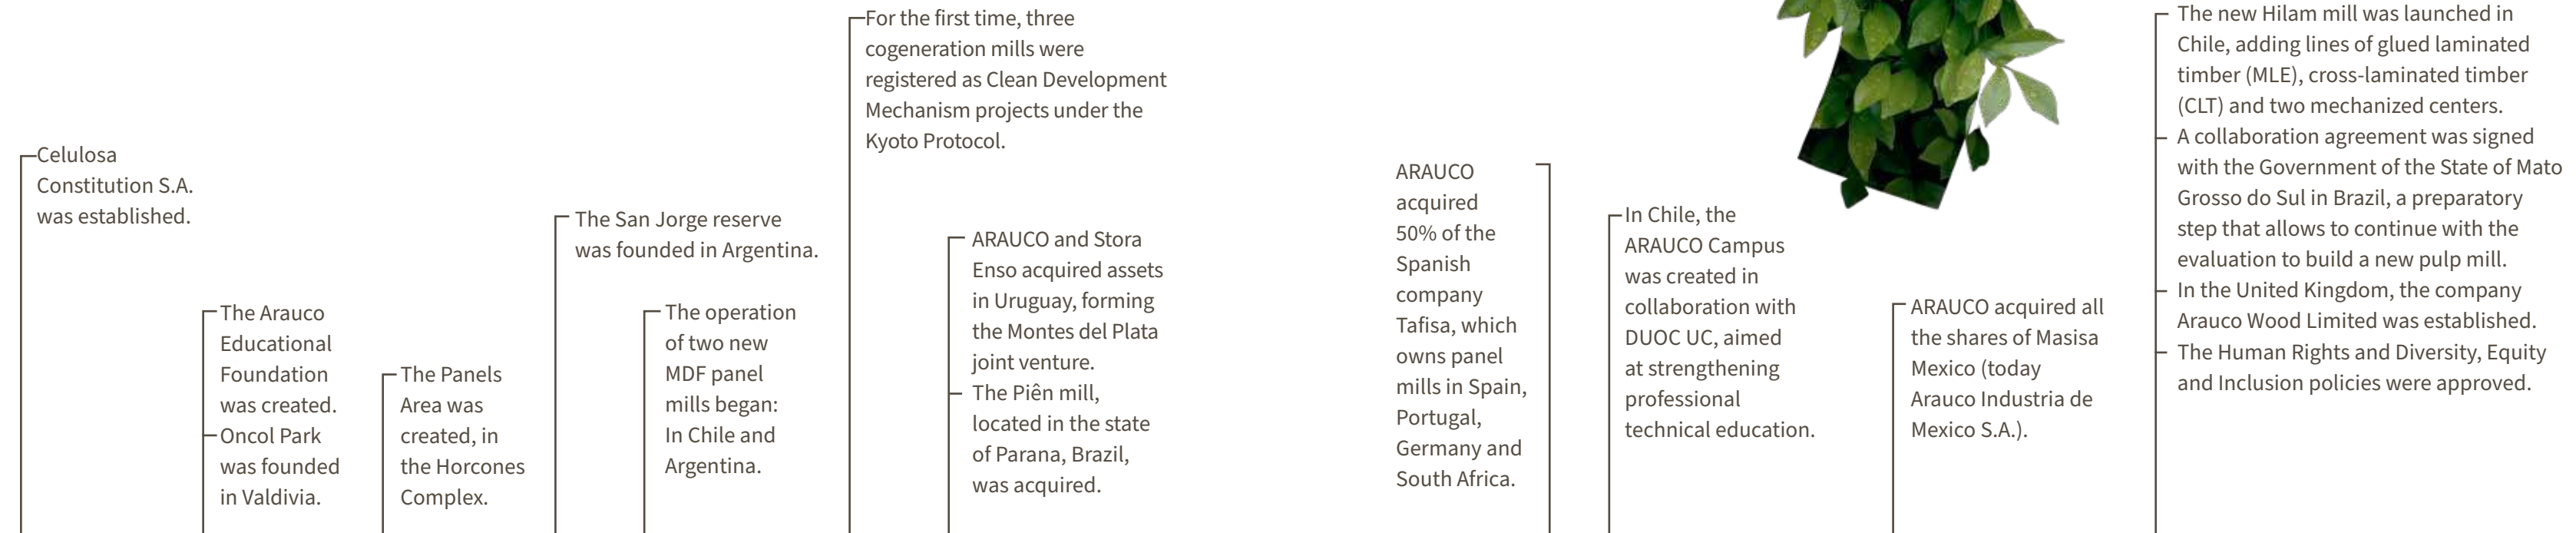 Celulosa
Constitution S.A.
was established.
The Arauco
Educational
Foundation
was created.
Oncol Park
was founded
in Valdivia.
The Panels
Area was
created, in
the Horcones
Complex.
The San Jorge reserve
was founded in Argentina.
The operation
of two new
MDF panel
mills began:
In Chile and
Argentina.
For the first time, three
cogeneration mills were
registered as Clean Development
Mechanism projects under the
Kyoto Protocol.
ARAUCO and Stora
Enso acquired assets
in Uruguay, forming
the Montes del Plata
joint venture.
The Piên mill,
located in the state
of Parana, Brazil,
was acquired.
ARAUCO
acquired
50% of the
Spanish
company
Tafisa, which
owns panel
mills in Spain,
Portugal,
Germany and
South Africa.
In Chile, the
ARAUCO Campus
was created in
collaboration with
DUOC UC, aimed
at strengthening
professional
technical education.
ARAUCO acquired all
the shares of Masisa
Mexico (today
Arauco Industria de
Mexico S.A.).
The new Hilam mill was launched in
Chile, adding lines of glued laminated
timber (MLE), cross-laminated timber
(CLT) and two mechanized centers.
A collaboration agreement was signed
with the Government of the State of Mato
Grosso do Sul in Brazil, a preparatory
step that allows to continue with the
evaluation to build a new pulp mill.
In the United Kingdom, the company
Arauco Wood Limited was established.
The Human Rights and Diversity, Equity
and Inclusion policies were approved.